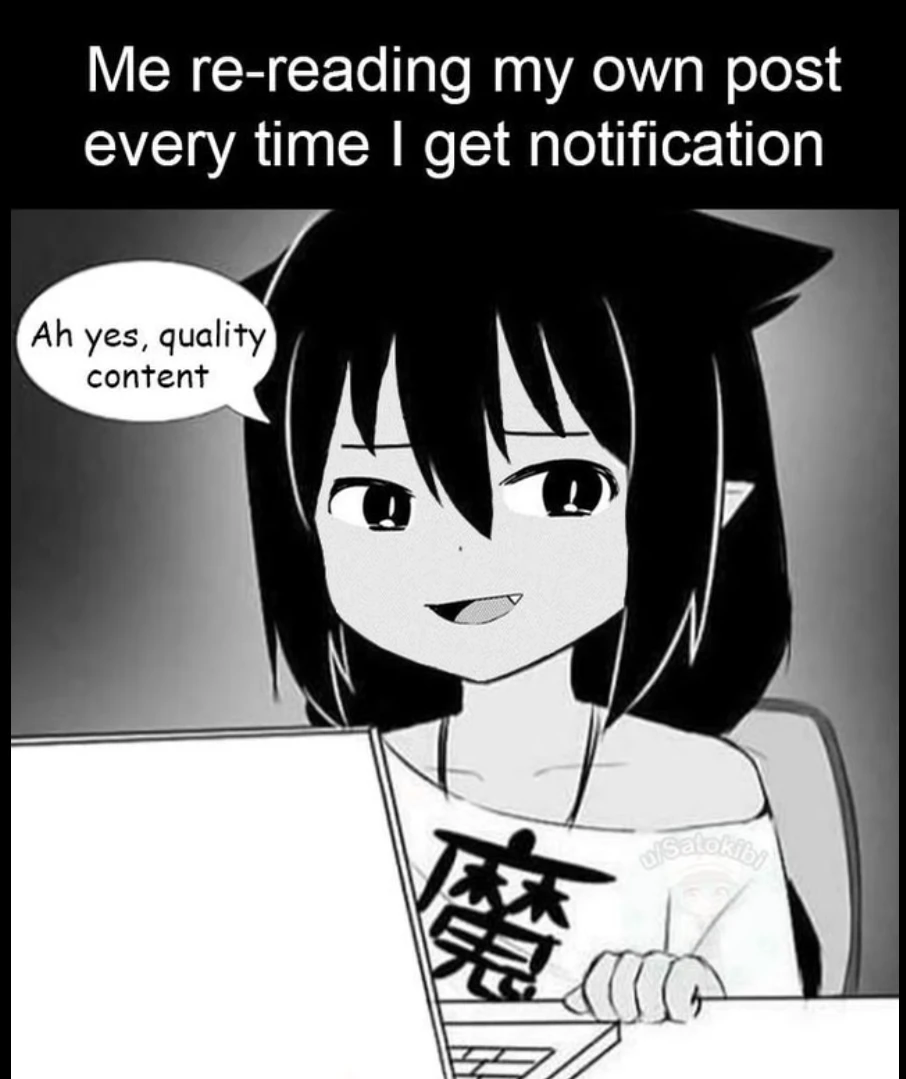 Me re-reading my own post
every time I get notification
Ah yes, quality
content
u/Satokibi
魔